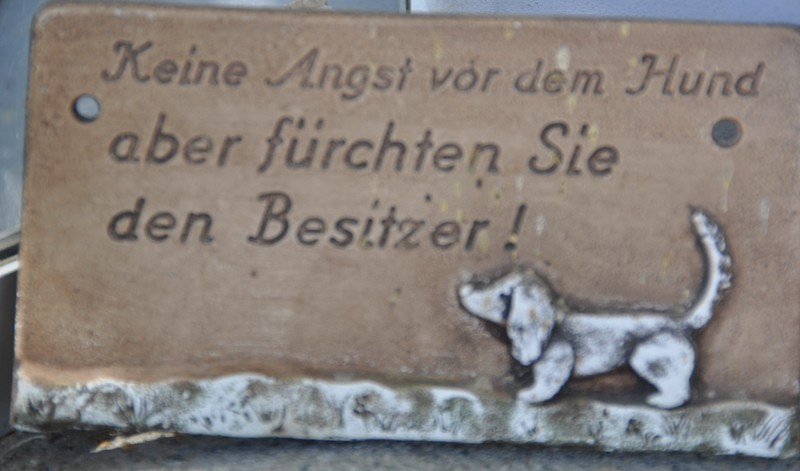 Keine Angst vor dem Hund
aber fürchten Sie
den Besitzer!